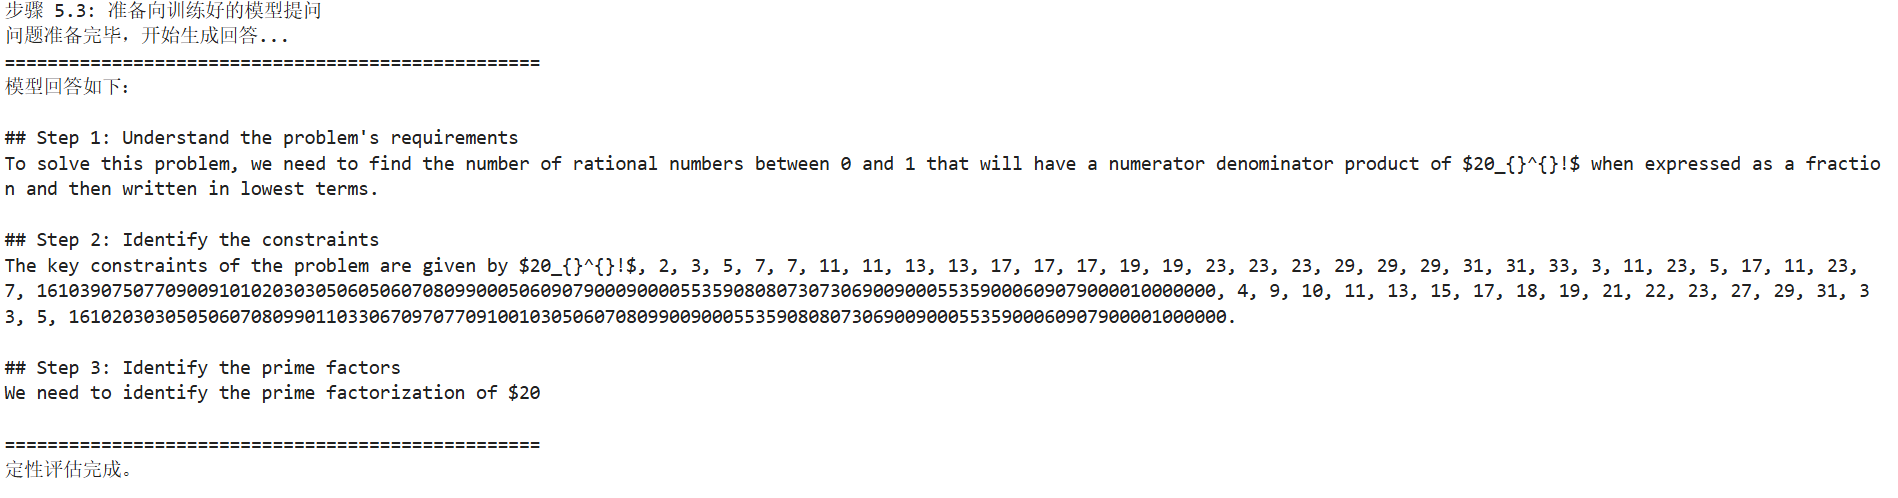 步骤 5.3: 准备向训练好的模型提问
问题准备完毕，开始生成回答...
==================================================
模型回答如下:
## Step 1: Understand the problem's requirements
To solve this problem, we need to find the number of rational numbers between 0 and 1 that will have a numerator denominator product of $20_{}^{}!$ when expressed as a fractio
n and then written in lowest terms.
## Step 2: Identify the constraints
The key constraints of the problem are given by $20_{}^{}!$, 2, 3, 5, 7, 7, 11, 11, 13, 13, 17, 17, 17, 19, 19, 23, 23, 23, 29, 29, 29, 31, 31, 33, 3, 11, 23, 5, 17, 11, 23,
7, 16103907507709009101020303050605060708099000506090790009000055359080807307306900900055359000609079000010000000, 4, 9, 10, 11, 13, 15, 17, 18, 19, 21, 22, 23, 27, 29, 31, 3
3, 5, 161020303050506070809901103306709707709100103050607080990090005535908080730690090005535900060907900001000000.
## Step 3: Identify the prime factors
We need to identify the prime factorization of $20
==================================================
定性评估完成。